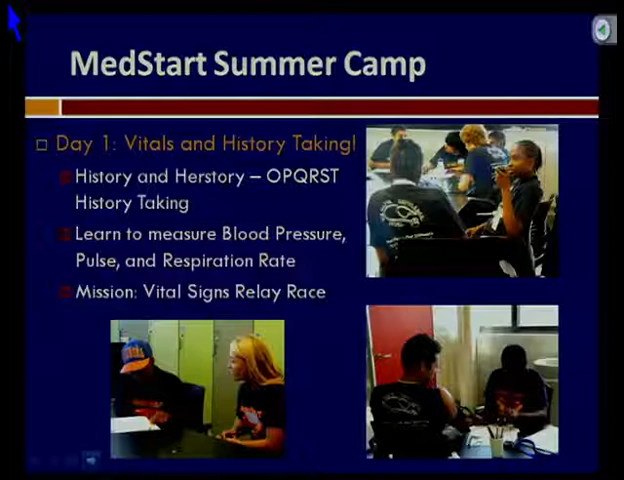 MedStart Summer Camp
Day 1: Vitals and History Taking!
History and Herstory – OPQRST
History Taking
Learn to measure Blood Pressure,
Pulse, and Respiration Rate
Mission: Vital Signs Relay Race